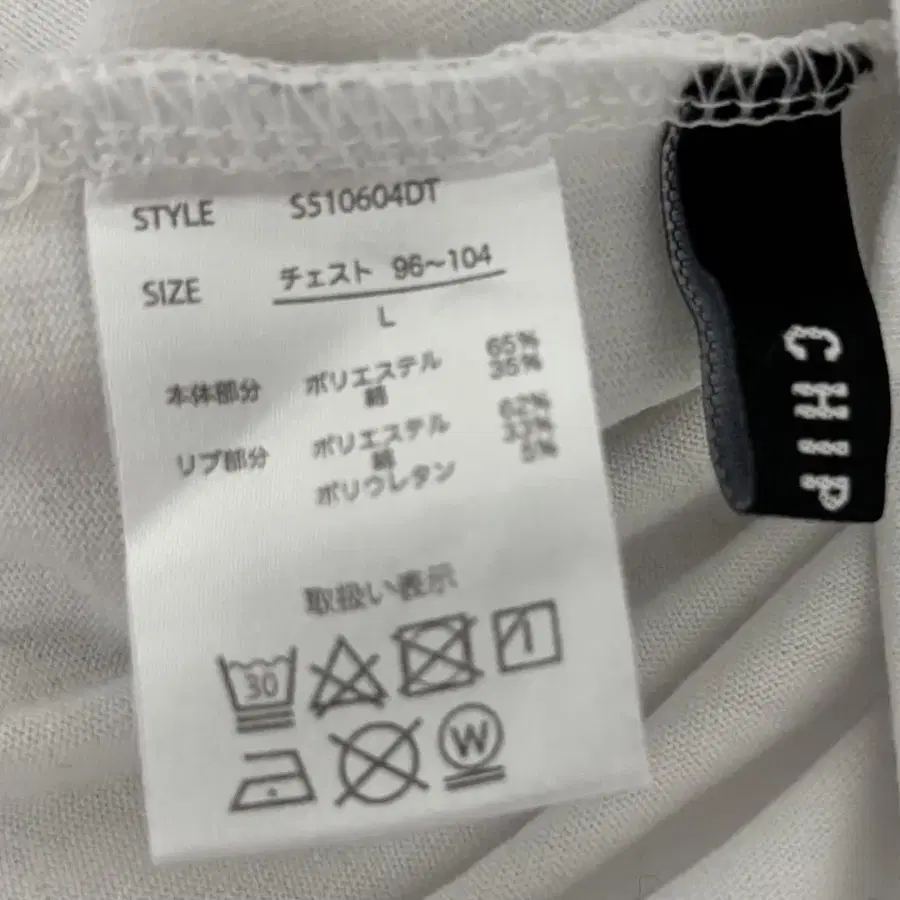 STYLE SS10604DT
SIZE チェスト 96～104
L
本体部分 ポリエステル 65%
綿 35%
リブ部分 ポリエステル 62%
綿 33%
ポリウレタン 5%
取扱い表示
30
W
CHIP